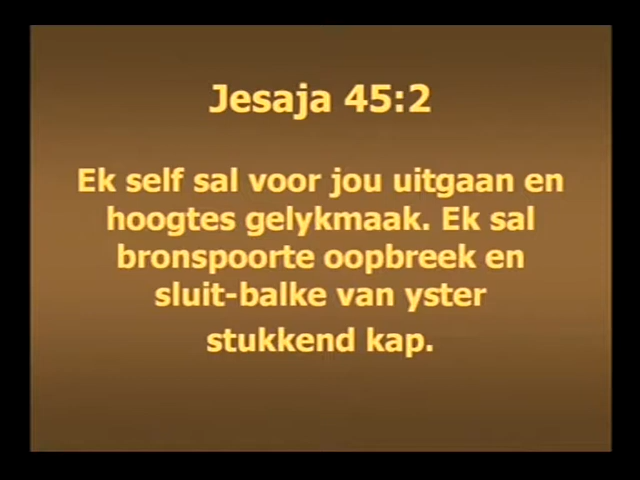 Jesaja 45:2
Ek self sal voor jou uitgaan en
hoogtes gelykmaak. Ek sal
bronspoorte oopbreek en
sluit-balke van yster
stukkend kap.